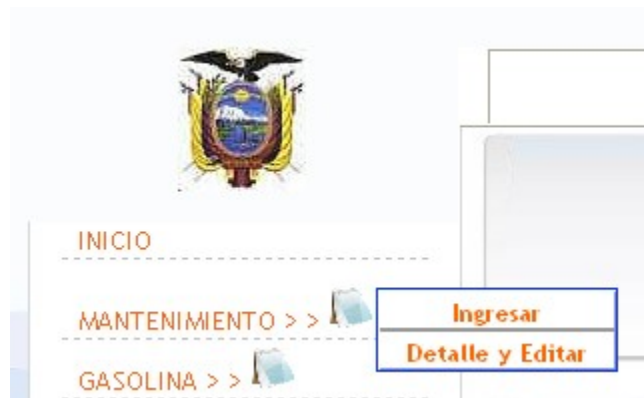 INICIO
MANTENIMIENTO > >
Ingresar
Detalle y Editar
GASOLINA > >